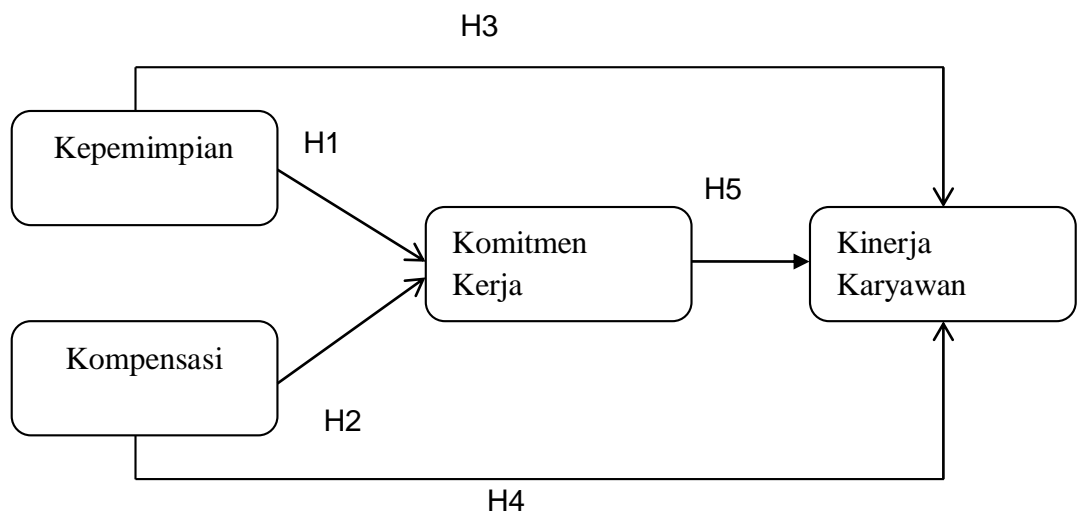 H3
Kepemimpian
H1
H5
Komitmen
Kerja
Kinerja
Karyawan
Kompensasi
H2
H4